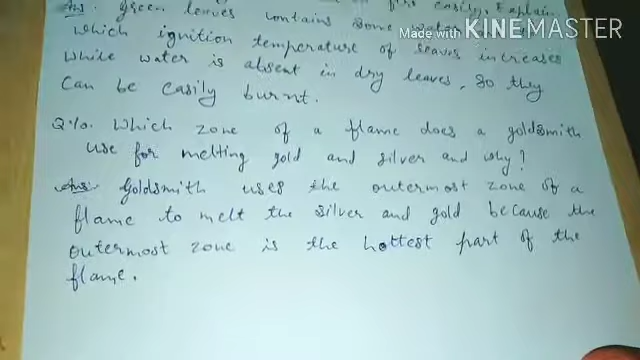 Ans. Green leaves contains some water
Made with KINEMASTER
which ignition temperature of leaves increases
while water is absent in dry leaves, so they
can be easily burnt.
Q10. Which zone of a flame does a goldsmith
use for melting gold and silver and why?
Ans. Goldsmith uses the outermost zone of a
flame to melt the silver and gold because the
outermost zone is the hottest part of the
flame.